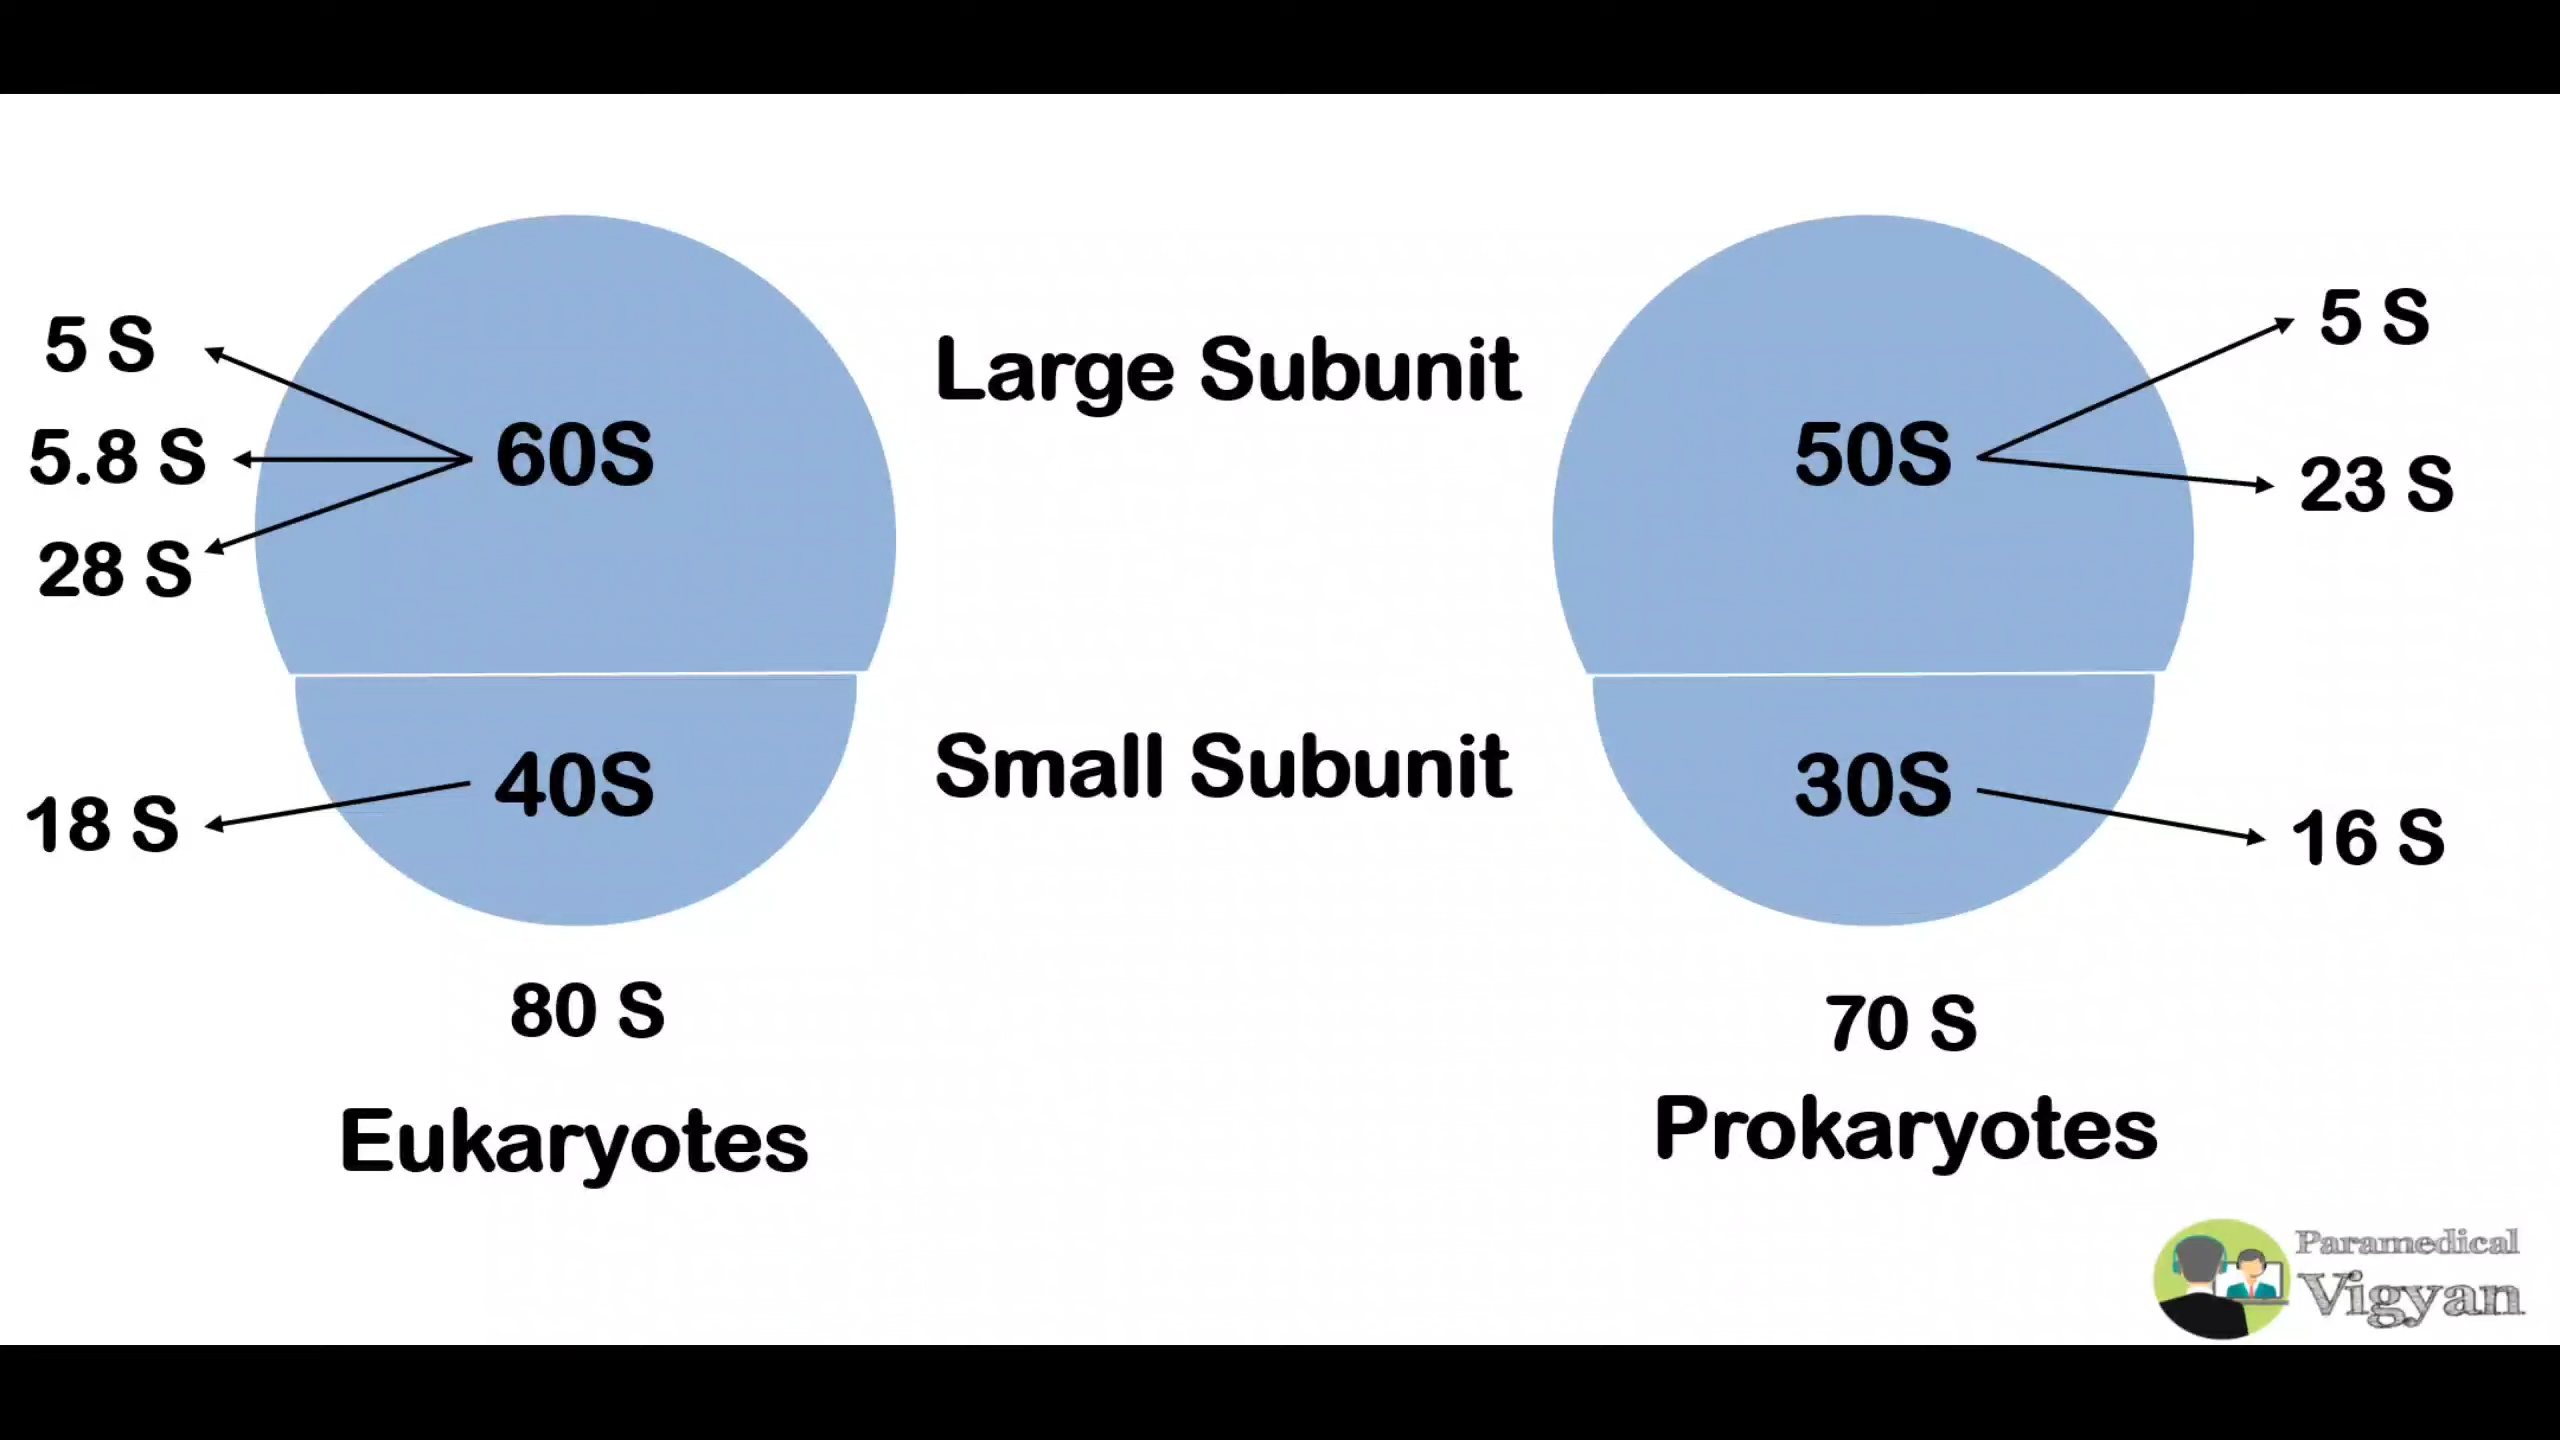 5 S
5.8 S
28 S
60S
Large Subunit
50S
5 S
23 S
18 S
40S
Small Subunit
30S
16 S
80 S
Eukaryotes
70 S
Prokaryotes
Paramedical
Vigyan